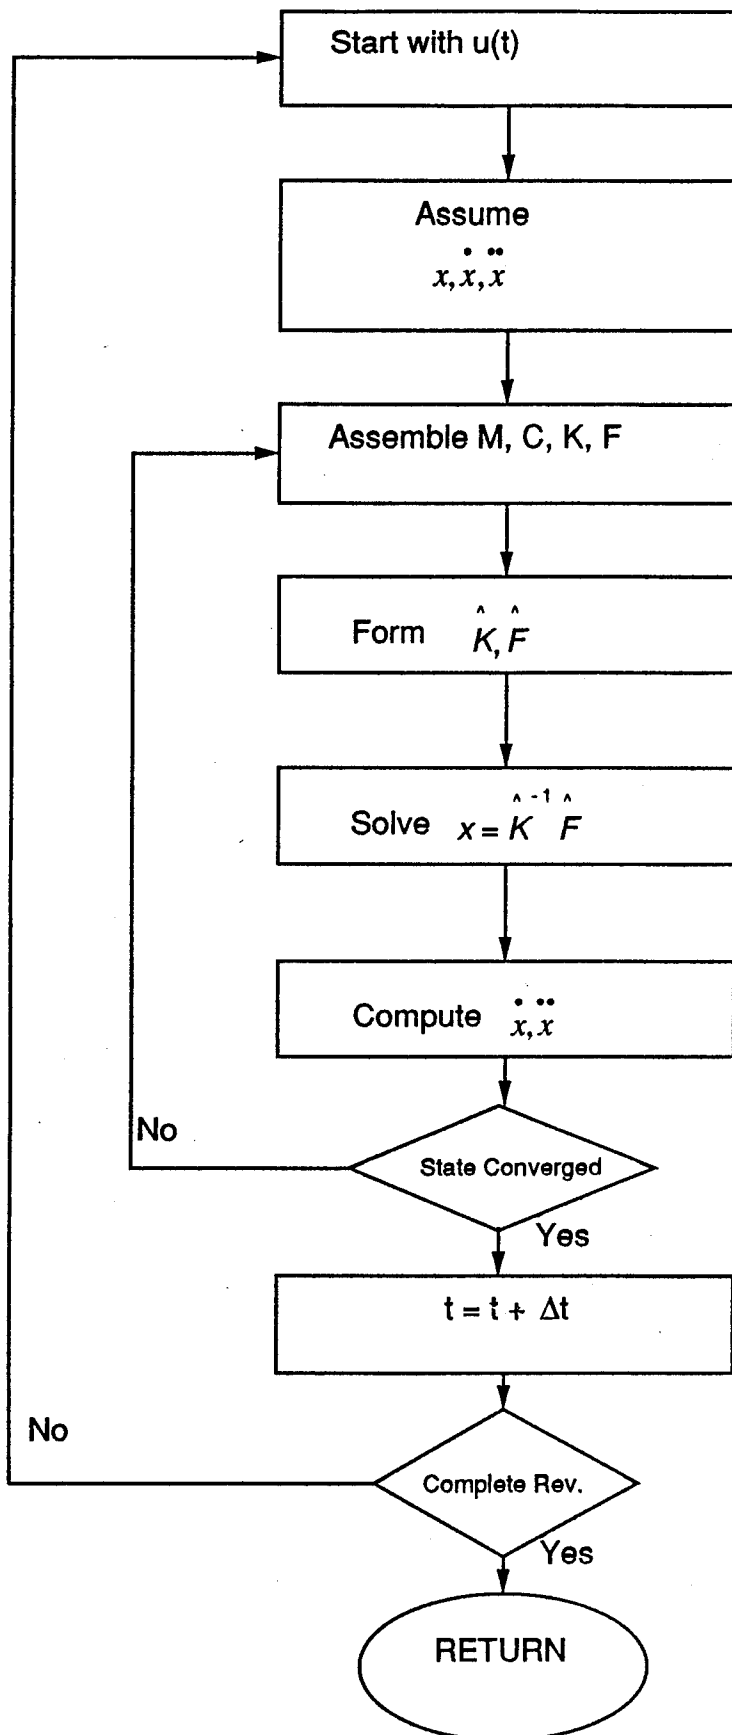 Start with u(t)
Assume
x, ẋ, ẍ
Assemble M, C, K, F
Form K̂, F̂
Solve x = K̂⁻¹ F̂
Compute ẋ, ẍ
No
State Converged
Yes
t = t + Δt
No
Complete Rev.
Yes
RETURN